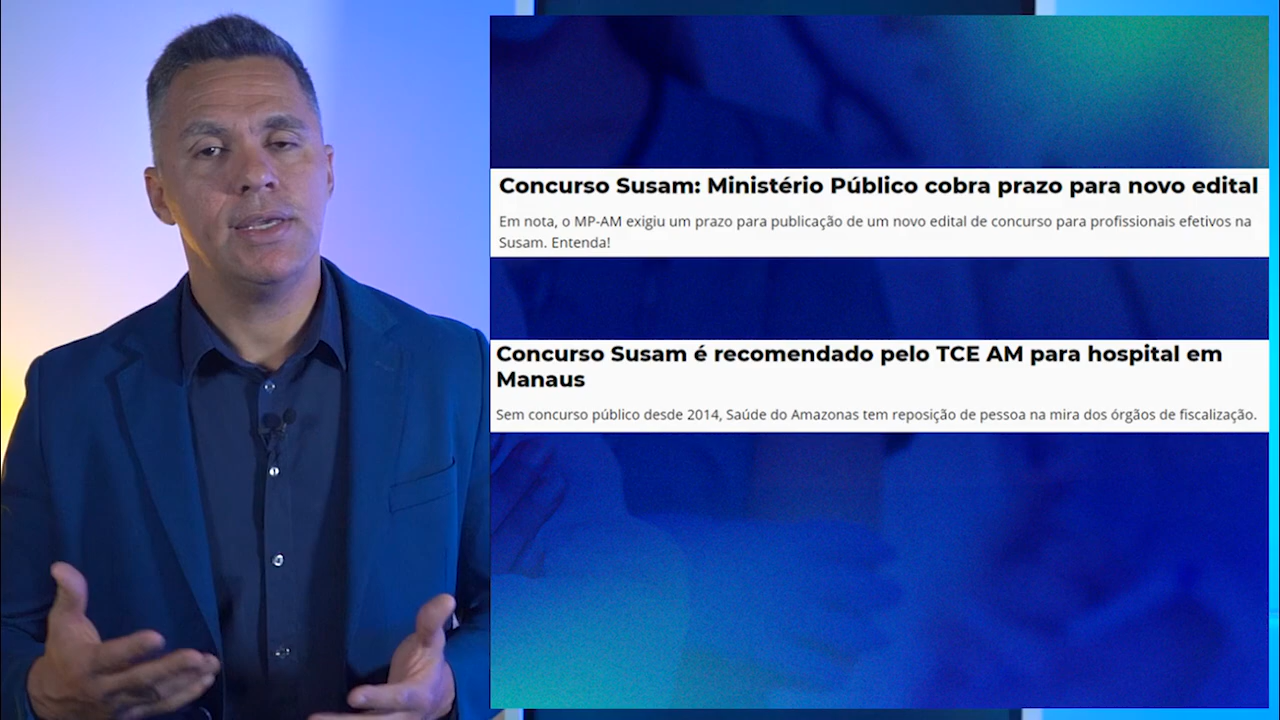 Concurso Susam: Ministério Público cobra prazo para novo edital
Em nota, o MP-AM exigiu um prazo para publicação de um novo edital de concurso para profissionais efetivos na
Susam. Entenda!
Concurso Susam é recomendado pelo TCE AM para hospital em
Manaus
Sem concurso público desde 2014, Saúde do Amazonas tem reposição de pessoa na mira dos órgãos de fiscalização.